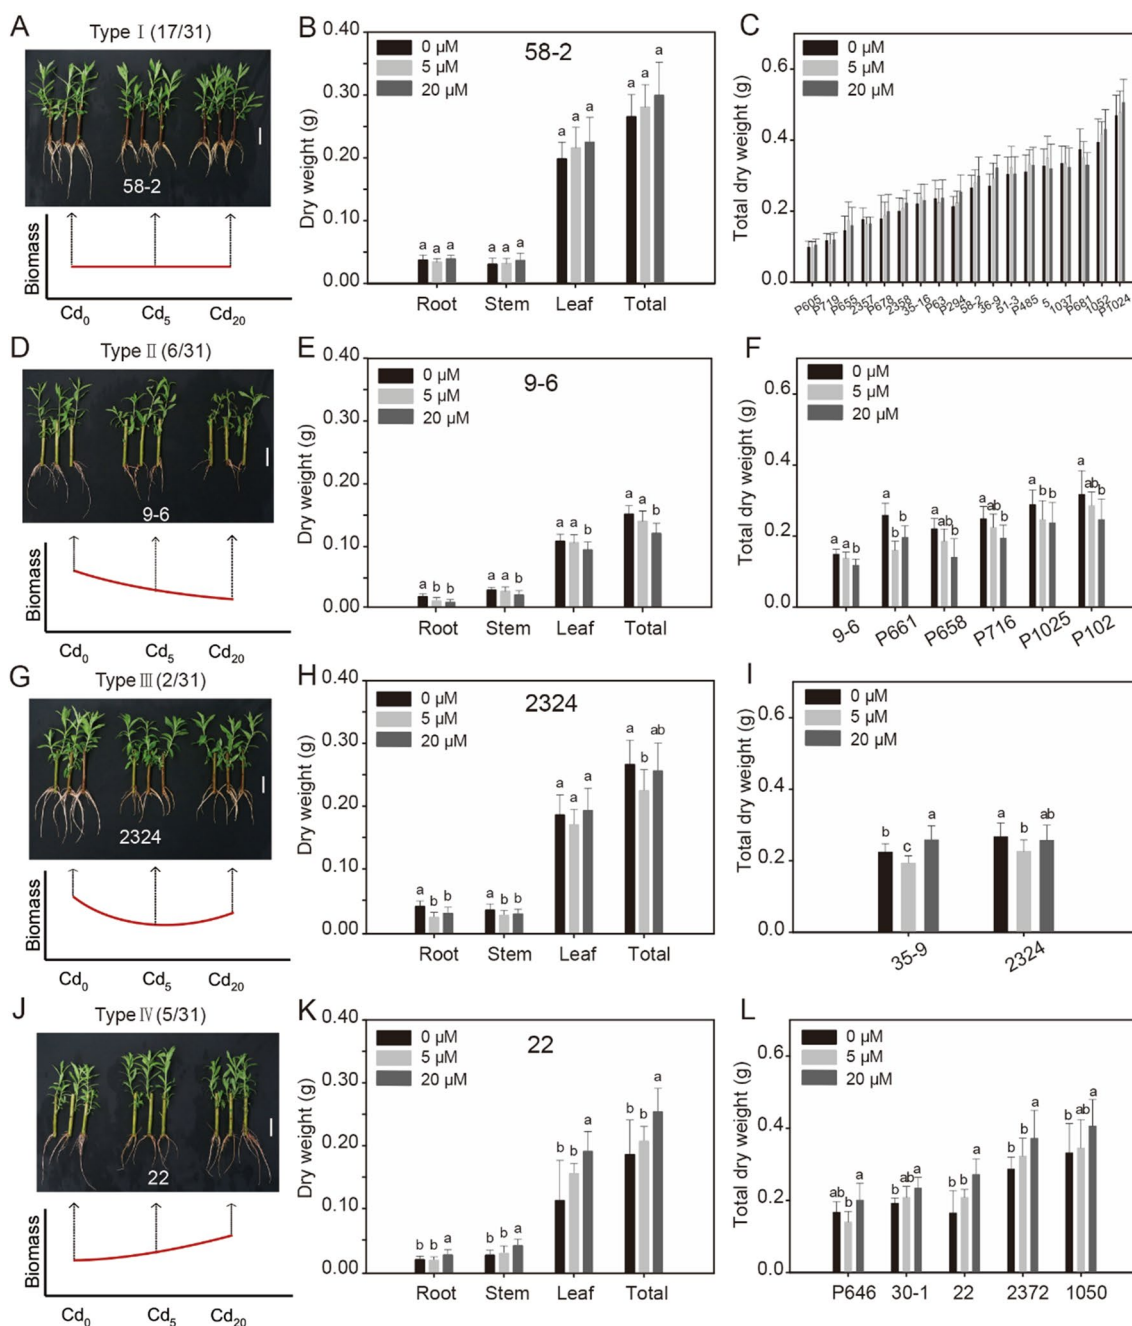 A
Type Ⅰ (17/31)
58-2
Biomass
Cd0
Cd5
Cd20
B
58-2
0 μM
5 μM
20 μM
Dry weight (g)
0.40
0.30
0.20
0.10
0.00
a a a
a a a
a a a
a a a
Root
Stem
Leaf
Total
C
0 μM
5 μM
20 μM
Total dry weight (g)
0.6
0.4
0.2
0.0
P605
P719
P655
2357
P678
2358
35-16
P63
P294
58-2
36-9
51-3
P485
5
1037
P681
1052
P1024
D
Type Ⅱ (6/31)
9-6
Biomass
Cd0
Cd5
Cd20
E
9-6
0 μM
5 μM
20 μM
Dry weight (g)
0.40
0.30
0.20
0.10
0.00
a b b
a a b
a a b
a a b
Root
Stem
Leaf
Total
F
0 μM
5 μM
20 μM
Total dry weight (g)
0.6
0.4
0.2
0.0
a a b
a b b
a ab b
a ab b
a b b
a ab b
9-6
P661
P658
P716
P1025
P102
G
Type Ⅲ (2/31)
2324
Biomass
Cd0
Cd5
Cd20
H
2324
0 μM
5 μM
20 μM
Dry weight (g)
0.40
0.30
0.20
0.10
0.00
a b b
a b b
a a a
a b ab
Root
Stem
Leaf
Total
I
0 μM
5 μM
20 μM
Total dry weight (g)
0.6
0.4
0.2
0.0
b c a
a b ab
35-9
2324
J
Type Ⅳ (5/31)
22
Biomass
Cd0
Cd5
Cd20
K
22
0 μM
5 μM
20 μM
Dry weight (g)
0.40
0.30
0.20
0.10
0.00
b b a
b b a
b b a
b b a
Root
Stem
Leaf
Total
L
0 μM
5 μM
20 μM
Total dry weight (g)
0.6
0.4
0.2
0.0
ab b a
b ab a
b b a
b b a
b ab a
P646
30-1
22
2372
1050